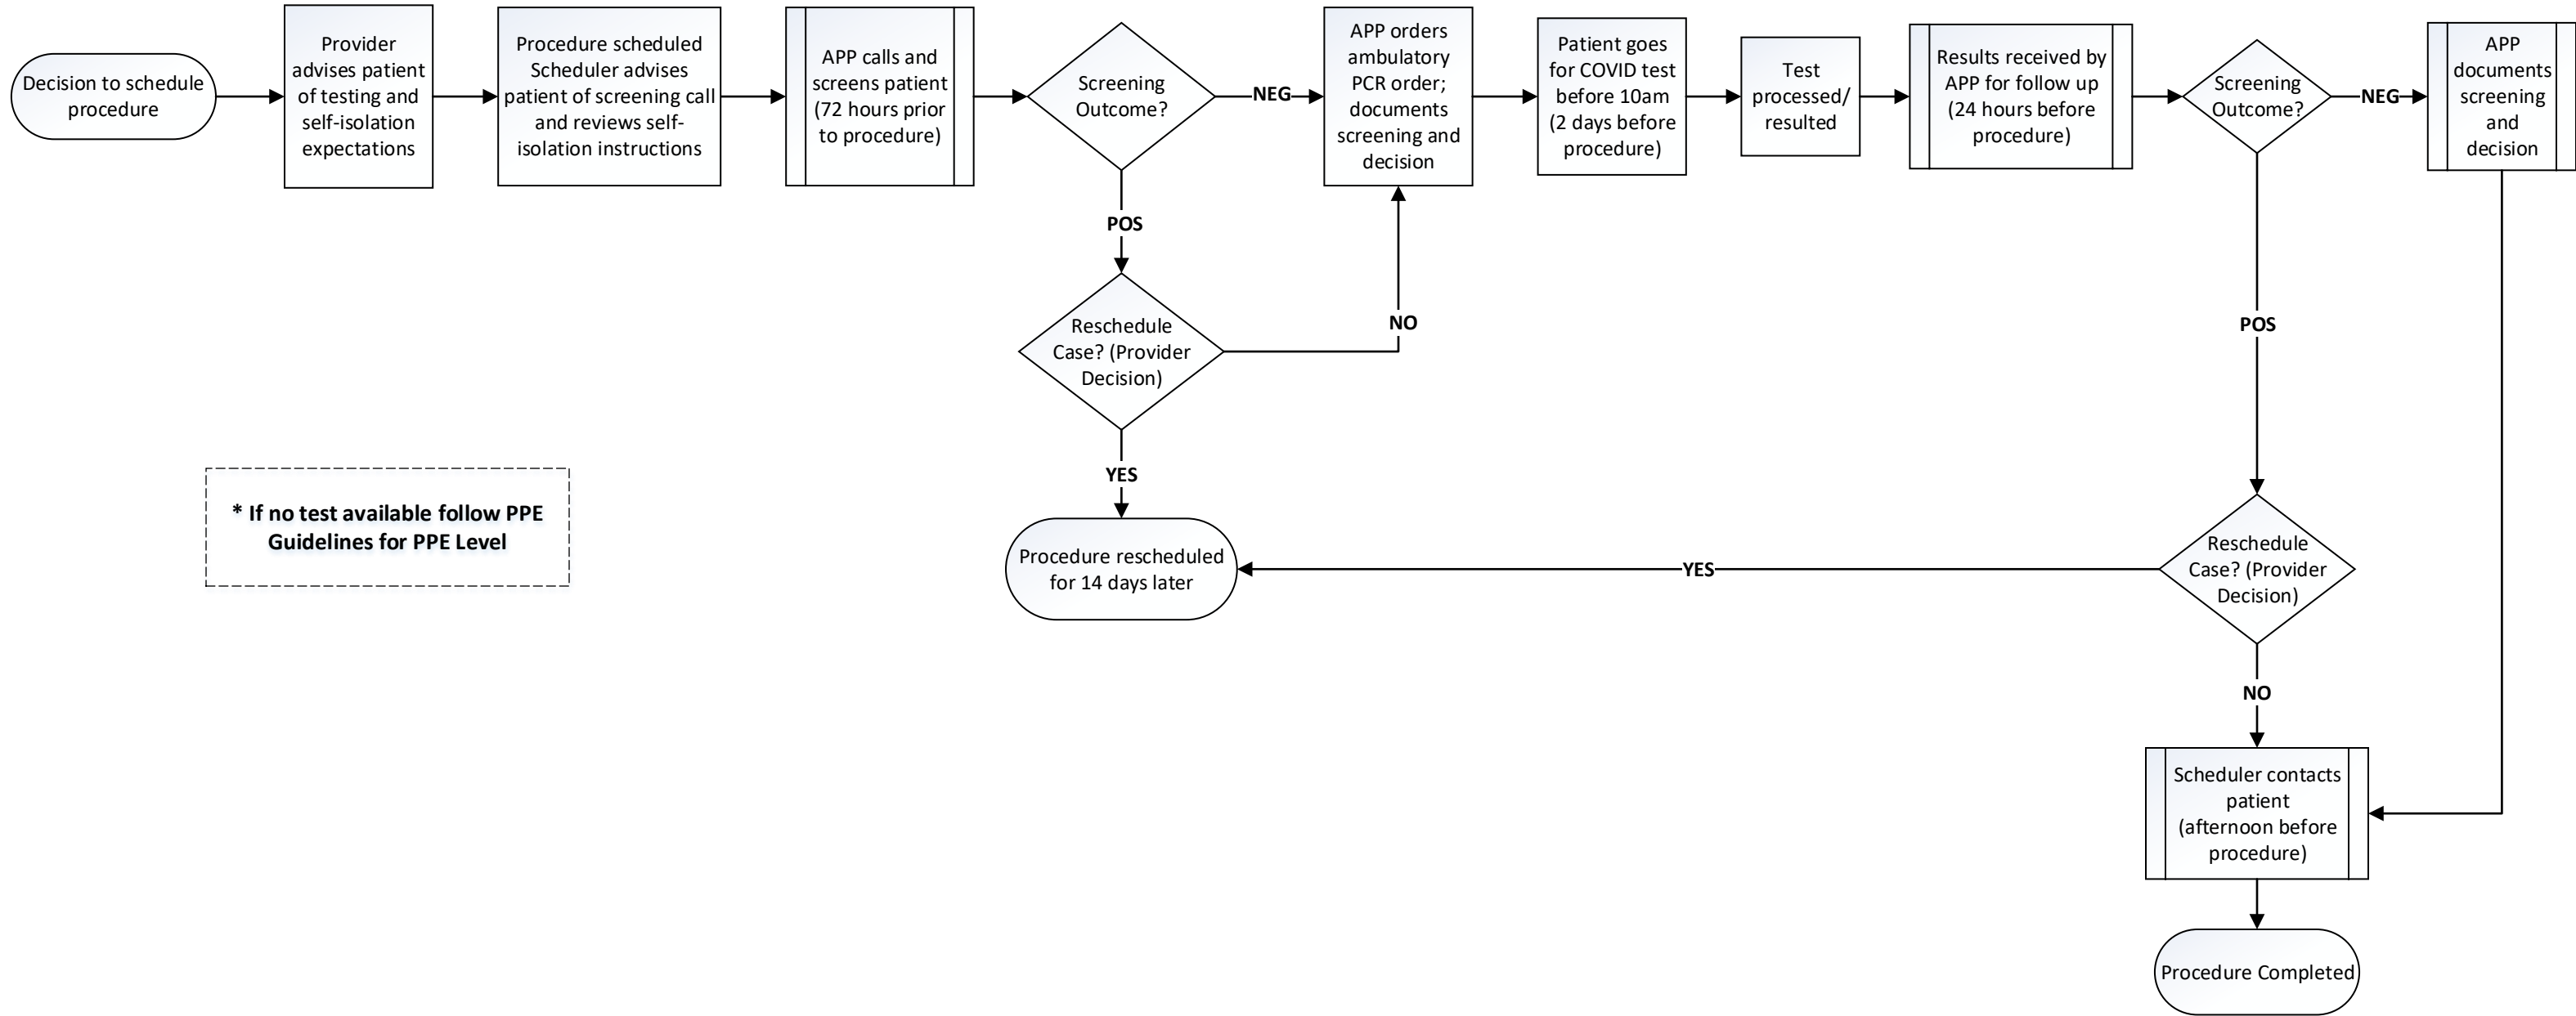 Decision to schedule
procedure
Provider
advises patient
of testing and
self-isolation
expectations
Procedure scheduled
Scheduler advises
patient of screening call
and reviews self-
isolation instructions
APP calls and
screens patient
(72 hours prior
to procedure)
Screening
Outcome?
NEG
APP orders
ambulatory
PCR order;
documents
screening and
decision
Patient goes
for COVID test
before 10am
(2 days before
procedure)
Test
processed/
resulted
Results received by
APP for follow up
(24 hours before
procedure)
Screening
Outcome?
NEG
APP
documents
screening
and
decision
POS
Reschedule
Case? (Provider
Decision)
NO
YES
POS
* If no test available follow PPE
Guidelines for PPE Level
Procedure rescheduled
for 14 days later
YES
Reschedule
Case? (Provider
Decision)
NO
Scheduler contacts
patient
(afternoon before
procedure)
Procedure Completed